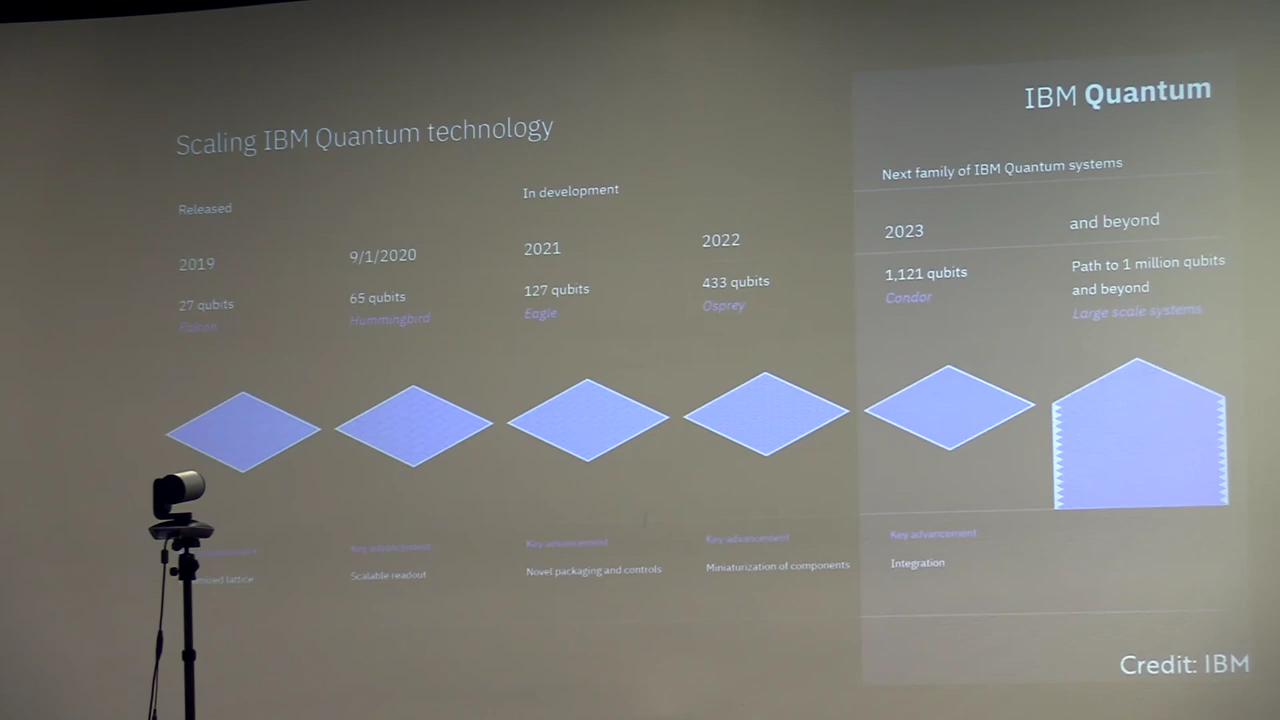 IBM Quantum
Scaling IBM Quantum technology
Next family of IBM Quantum systems
Released
In development
2019
9/1/2020
2021
2022
2023
and beyond
27 qubits
65 qubits
127 qubits
433 qubits
1,121 qubits
Path to 1 million qubits
and beyond
Falcon
Hummingbird
Eagle
Osprey
Condor
Large scale systems
Key advancement
Key advancement
Key advancement
Key advancement
lattice
Scalable readout
Novel packaging and controls
Miniaturization of components
Integration
Credit: IBM